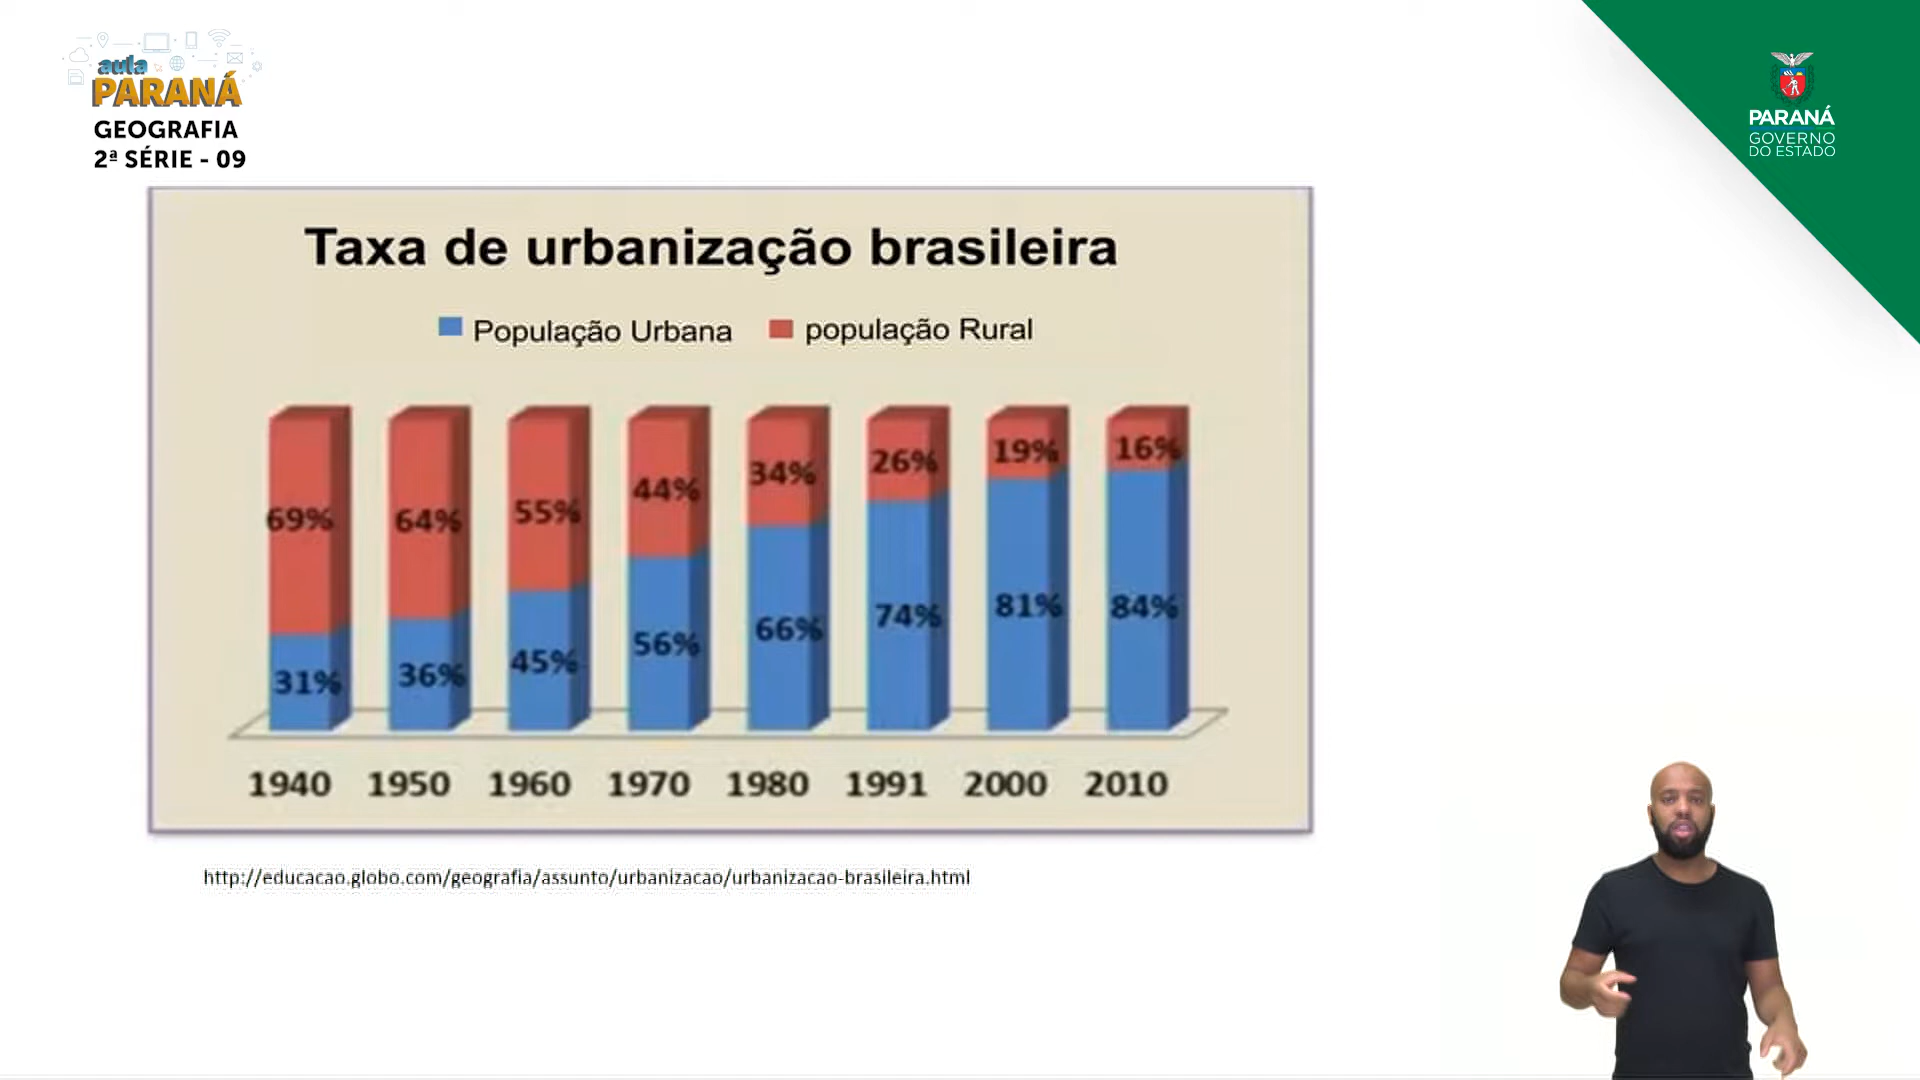 aula
PARANÁ
GEOGRAFIA
2ª SÉRIE - 09
PARANÁ
GOVERNO
DO ESTADO
Taxa de urbanização brasileira
População Urbana população Rural
69% 64% 55% 44% 34% 26% 19% 16%
31% 36% 45% 56% 66% 74% 81% 84%
1940 1950 1960 1970 1980 1991 2000 2010
http://educacao.globo.com/geografia/assunto/urbanizacao/urbanizacao-brasileira.html